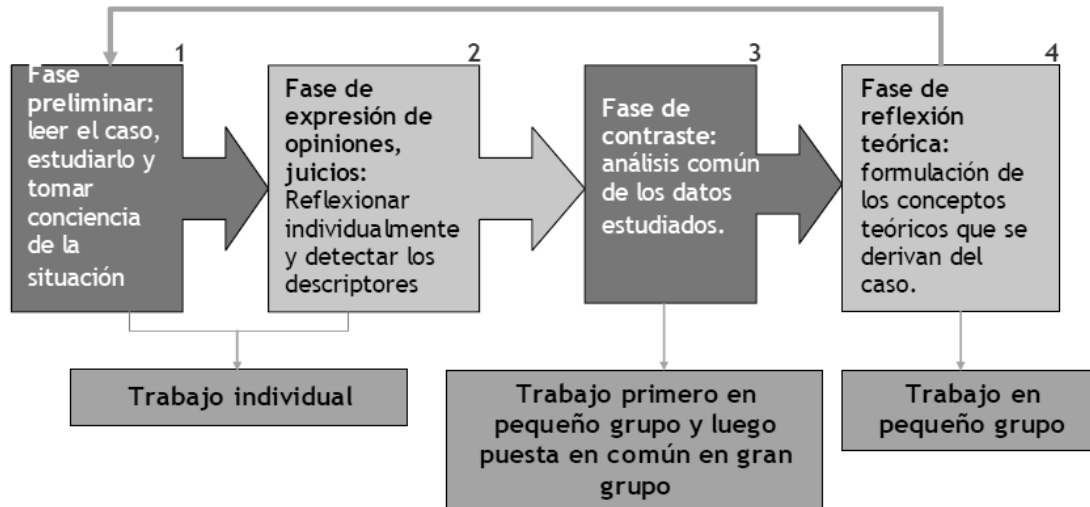 1
Fase
preliminar:
leer el caso,
estudiarlo y
tomar
conciencia
de la
situación
2
Fase de
expresión de
opiniones,
juicios:
Reflexionar
individualmente
y detectar los
descriptores
3
Fase de
contraste:
análisis común
de los datos
estudiados.
4
Fase de
reflexión
teórica:
formulación de
los conceptos
teóricos que se
derivan del
caso.
Trabajo individual
Trabajo primero en
pequeño grupo y luego
puesta en común en gran
grupo
Trabajo en
pequeño grupo